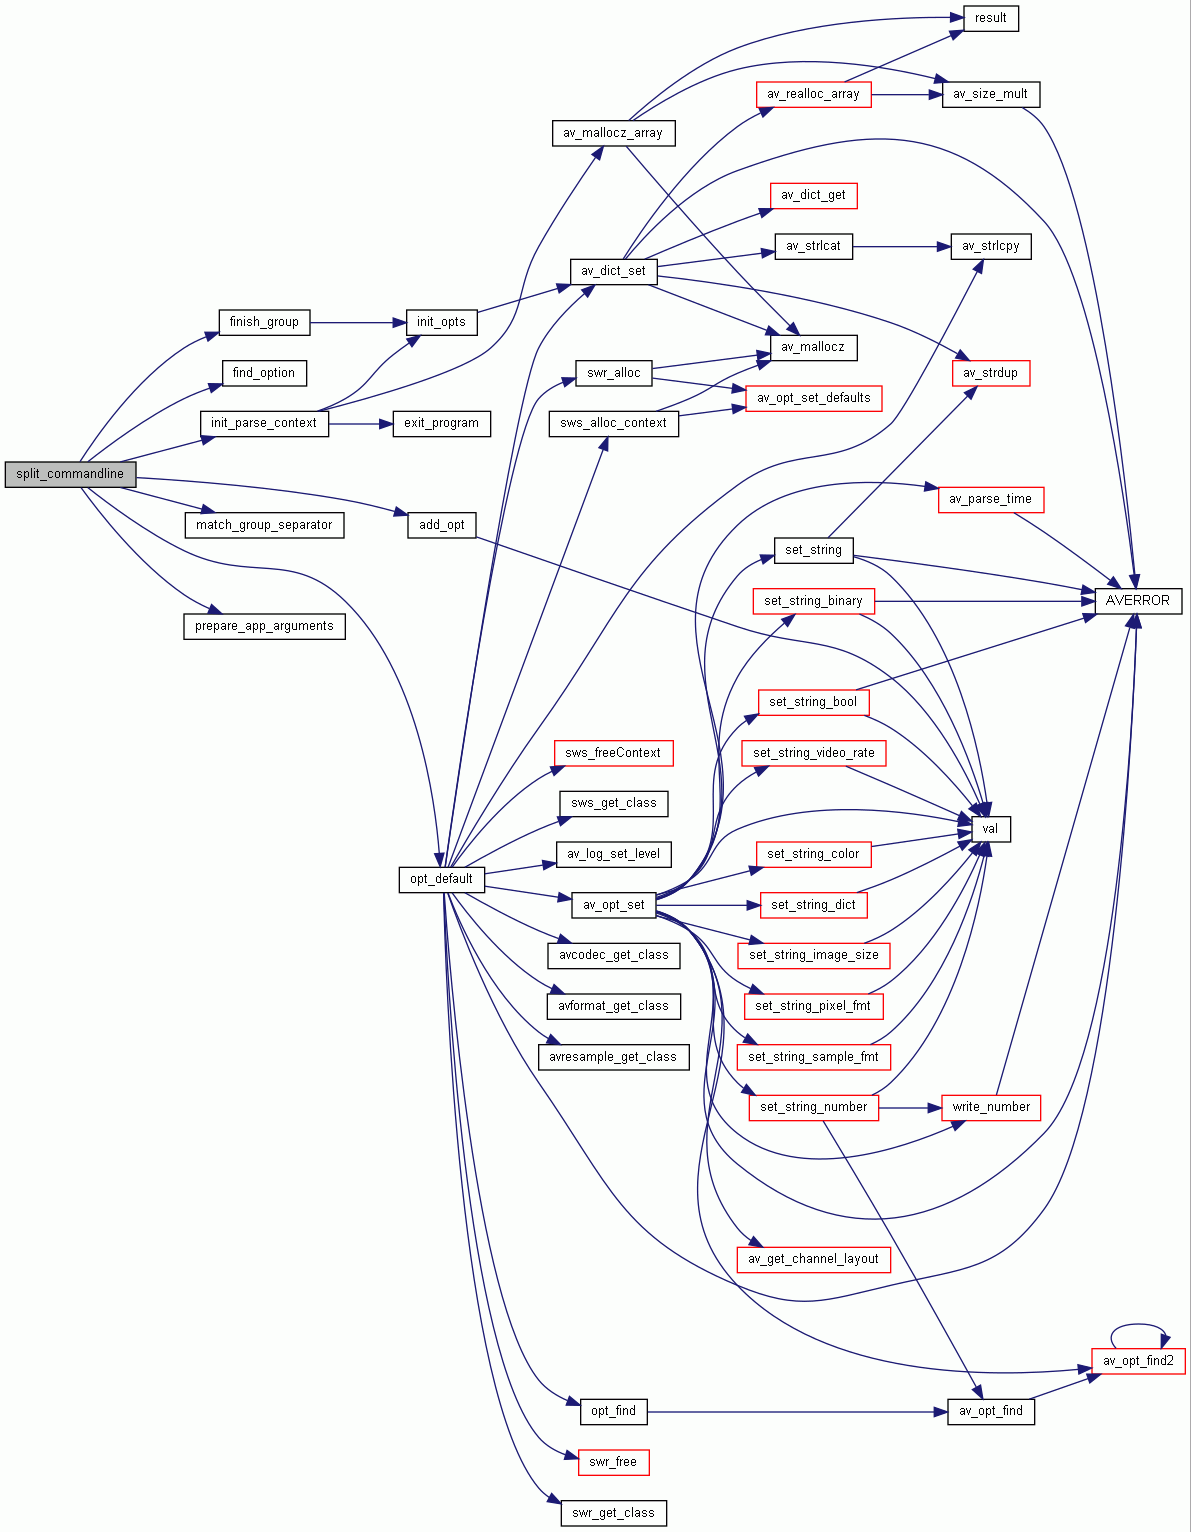 result
av_realloc_array
av_size_mult
av_mallocz_array
av_dict_get
av_strlcat
av_strlcpy
av_dict_set
finish_group
init_opts
av_mallocz
find_option
swr_alloc
av_strdup
av_opt_set_defaults
init_parse_context
exit_program
sws_alloc_context
split_commandline
av_parse_time
match_group_separator
add_opt
set_string
set_string_binary
AVERROR
prepare_app_arguments
set_string_bool
sws_freeContext
set_string_video_rate
sws_get_class
val
av_log_set_level
set_string_color
opt_default
av_opt_set
set_string_dict
avcodec_get_class
set_string_image_size
avformat_get_class
set_string_pixel_fmt
avresample_get_class
set_string_sample_fmt
set_string_number
write_number
av_get_channel_layout
av_opt_find2
opt_find
av_opt_find
swr_free
swr_get_class